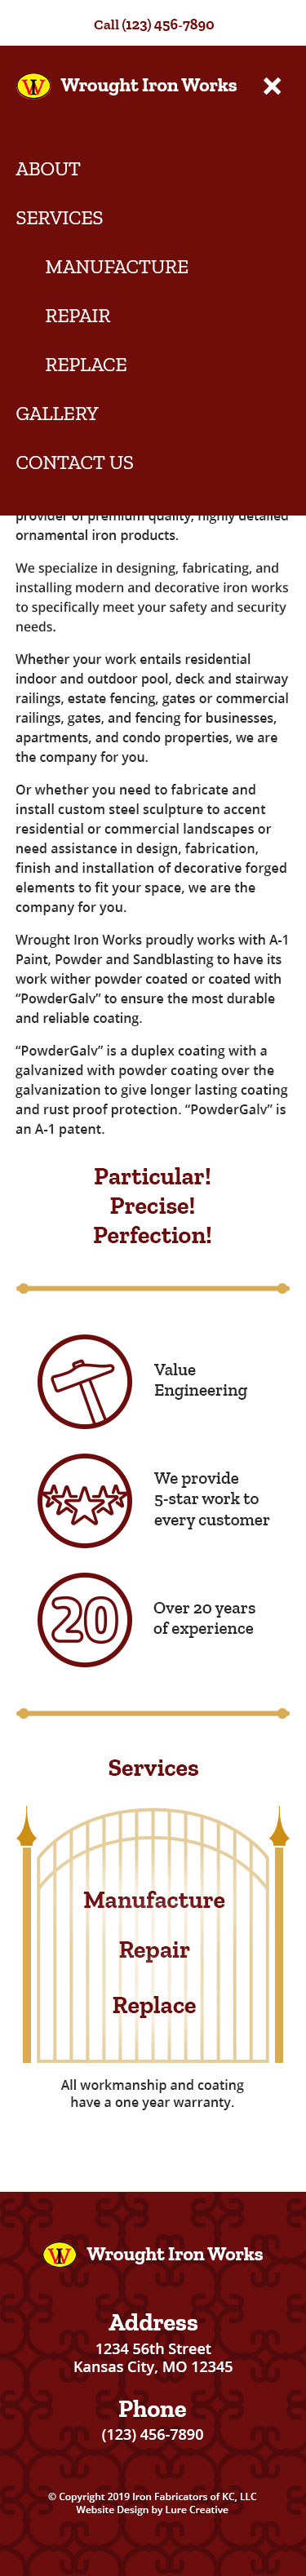 Call (123) 456-7890
WI Wrought Iron Works
ABOUT
SERVICES
MANUFACTURE
REPAIR
REPLACE
GALLERY
CONTACT US
provider of premium quality, highly detailed
ornamental iron products.
We specialize in designing, fabricating, and
installing modern and decorative iron works
to specifically meet your safety and security
needs.
Whether your work entails residential
indoor and outdoor pool, deck and stairway
railings, estate fencing, gates or commercial
railings, gates, and fencing for businesses,
apartments, and condo properties, we are
the company for you.
Or whether you need to fabricate and
install custom steel sculpture to accent
residential or commercial landscapes or
need assistance in design, fabrication,
finish and installation of decorative forged
elements to fit your space, we are the
company for you.
Wrought Iron Works proudly works with A-1
Paint, Powder and Sandblasting to have its
work wither powder coated or coated with
“PowderGalv” to ensure the most durable
and reliable coating.
“PowderGalv” is a duplex coating with a
galvanized with powder coating over the
galvanization to give longer lasting coating
and rust proof protection. “PowderGalv” is
an A-1 patent.
Particular!
Precise!
Perfection!
Value
Engineering
We provide
5-star work to
every customer
20
Over 20 years
of experience
Services
Manufacture
Repair
Replace
All workmanship and coating
have a one year warranty.
WI Wrought Iron Works
Address
1234 56th Street
Kansas City, MO 12345
Phone
(123) 456-7890
© Copyright 2019 Iron Fabricators of KC, LLC
Website Design by Lure Creative